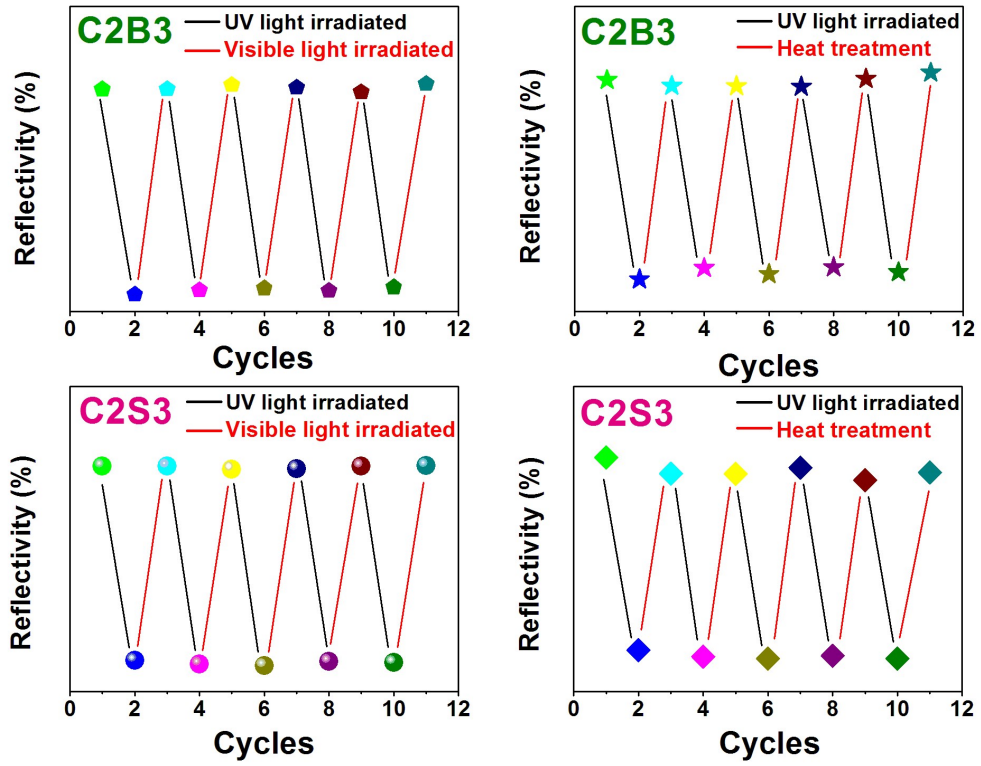 C2B3
UV light irradiated
Visible light irradiated
Reflectivity (%)
0 2 4 6 8 10 12
Cycles
C2B3
UV light irradiated
Heat treatment
Reflectivity (%)
0 2 4 6 8 10 12
Cycles
C2S3
UV light irradiated
Visible light irradiated
Reflectivity (%)
0 2 4 6 8 10 12
Cycles
C2S3
UV light irradiated
Heat treatment
Reflectivity (%)
0 2 4 6 8 10 12
Cycles